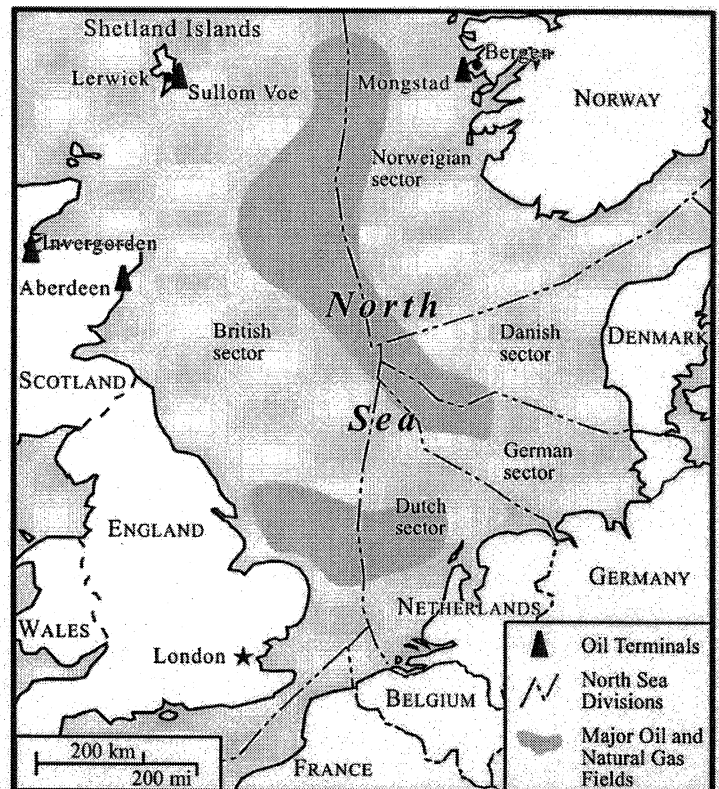 Shetland Islands
Lerwick
Sullom Voe
Bergen
Mongstad
NORWAY
Norweigian
sector
Invergorden
Aberdeen
North
British
sector
Danish
sector
DENMARK
SCOTLAND
Sea
German
sector
Dutch
sector
ENGLAND
GERMANY
NETHERLANDS
WALES
London
BELGIUM
FRANCE
Oil Terminals
North Sea
Divisions
Major Oil and
Natural Gas
Fields
200 km
200 mi